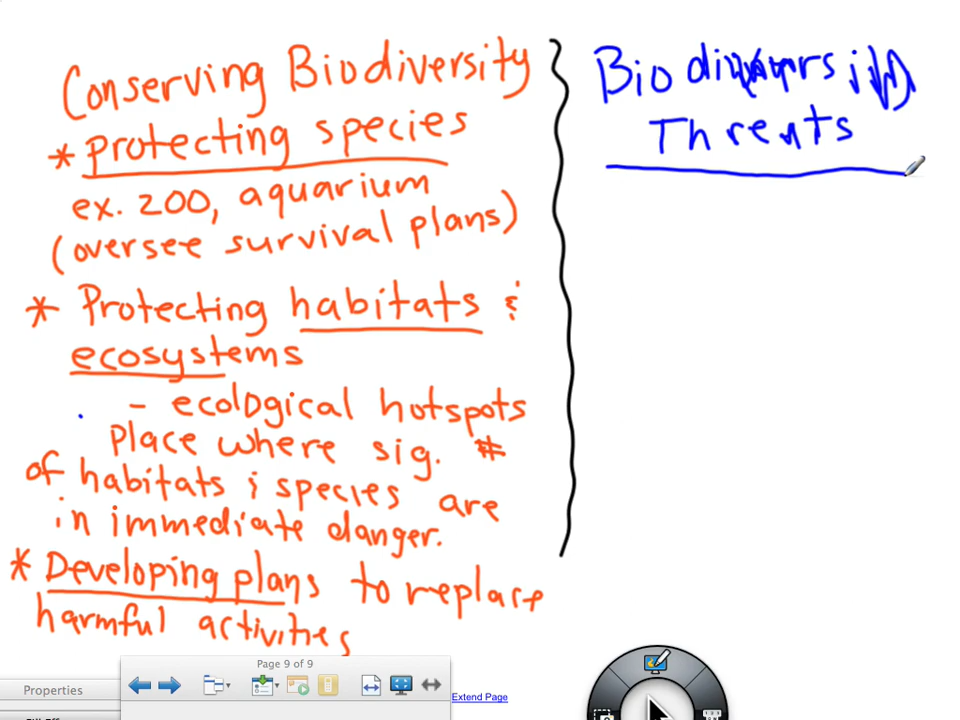 Conserving Biodiversity
* protecting species
ex. 200, aquarium
(oversee survival plans)
* Protecting habitats &
ecosystems
- ecological hotspots
place where sig. #
of habitats & species are
in immediate danger.
* Developing plans to replace
harmful activities
Biodiversity
Threats
Page 9 of 9
Properties
Extend Page